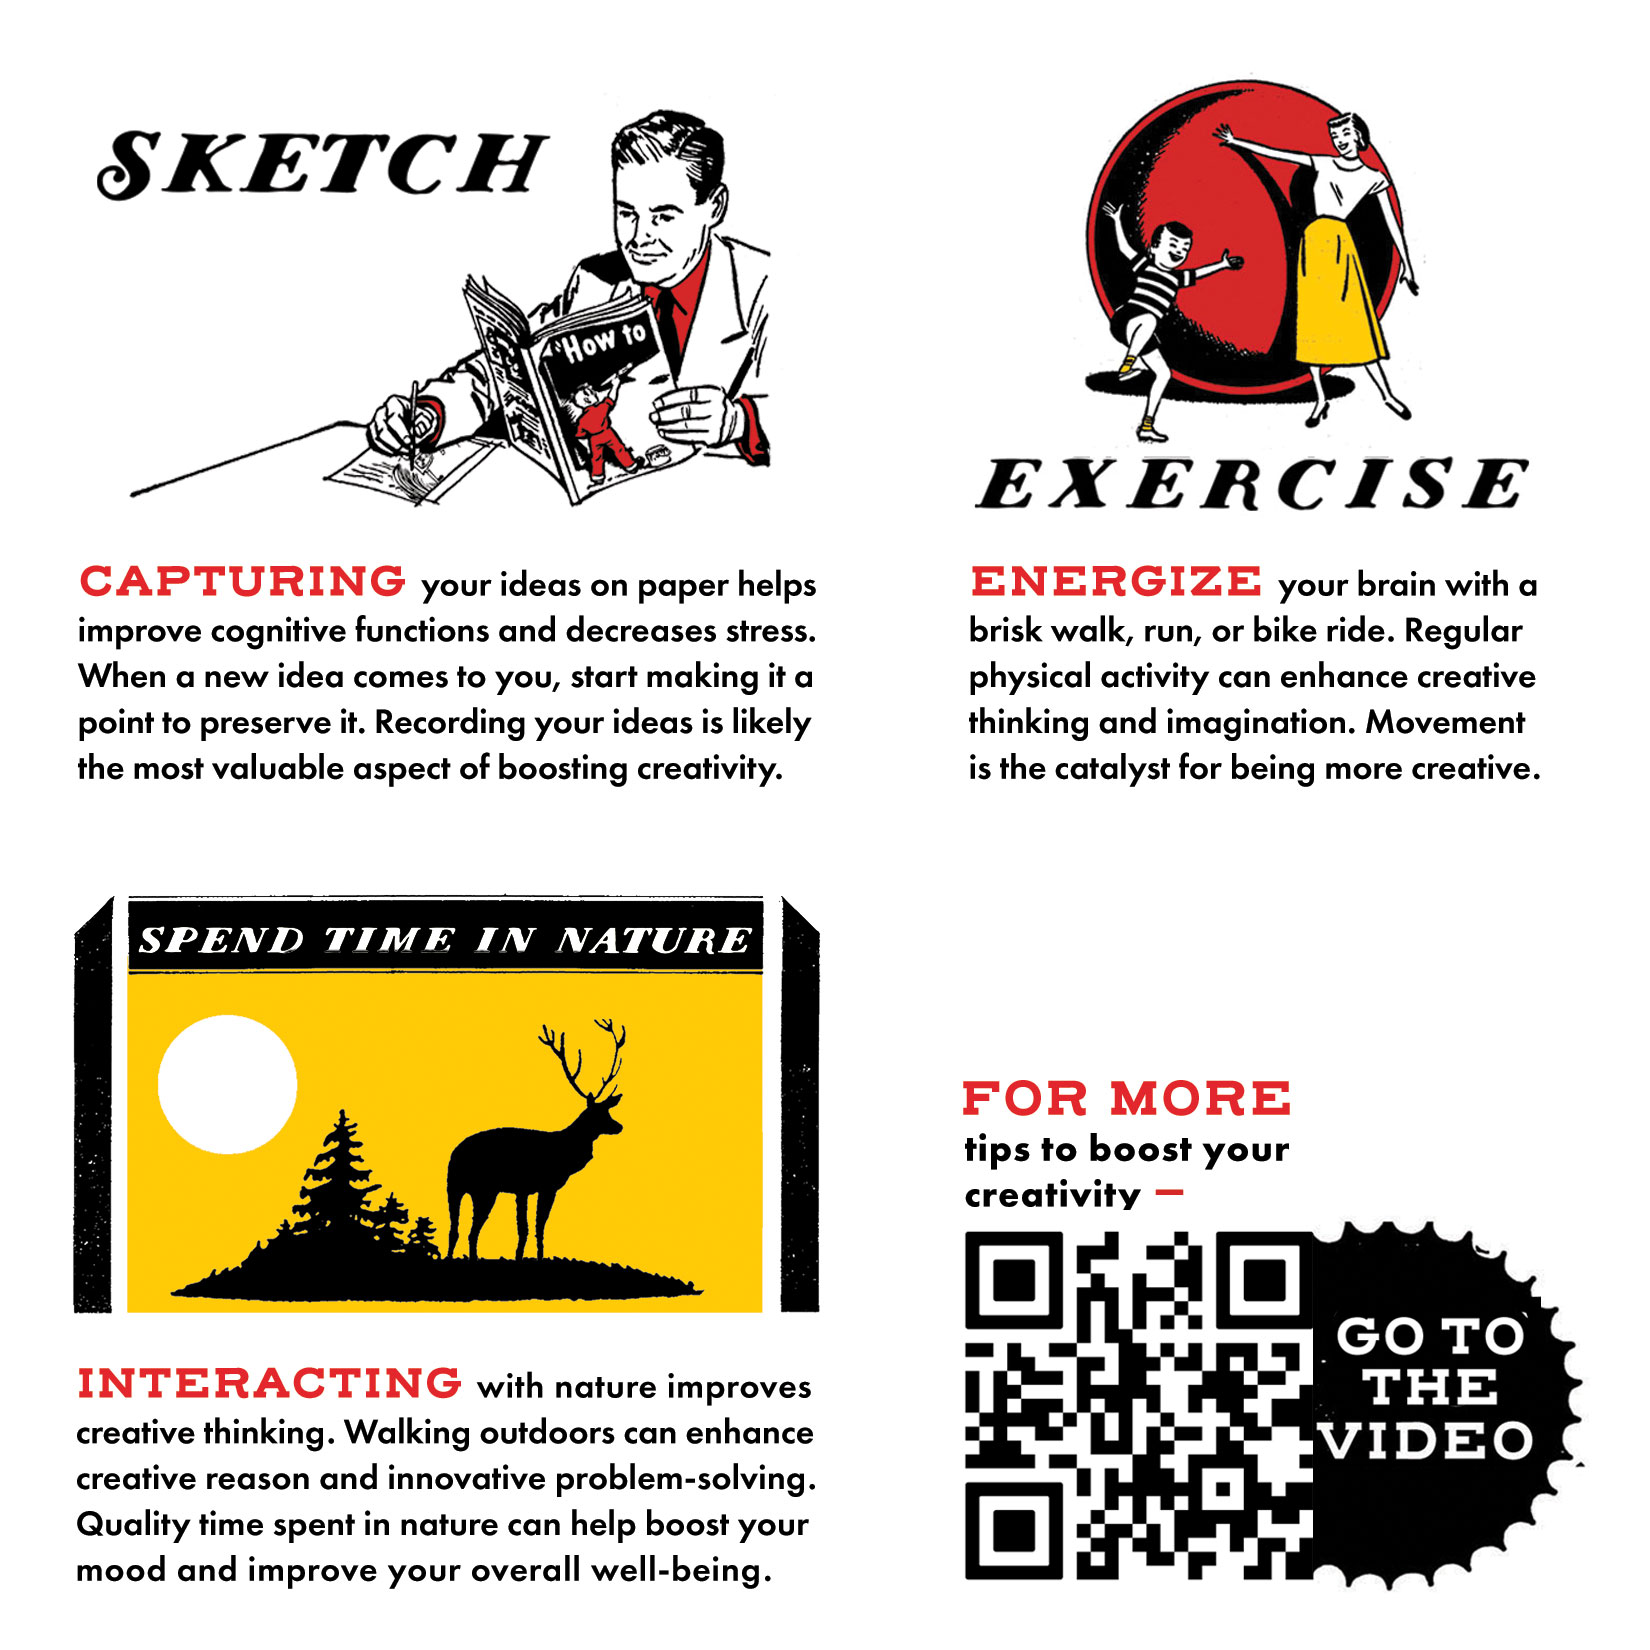 SKETCH
"How to
CAPTURING your ideas on paper helps
improve cognitive functions and decreases stress.
When a new idea comes to you, start making it a
point to preserve it. Recording your ideas is likely
the most valuable aspect of boosting creativity.
EXERCISE
ENERGIZE your brain with a
brisk walk, run, or bike ride. Regular
physical activity can enhance creative
thinking and imagination. Movement
is the catalyst for being more creative.
SPEND TIME IN NATURE
INTERACTING with nature improves
creative thinking. Walking outdoors can enhance
creative reason and innovative problem-solving.
Quality time spent in nature can help boost your
mood and improve your overall well-being.
FOR MORE
tips to boost your
creativity —
GO TO
THE
VIDEO